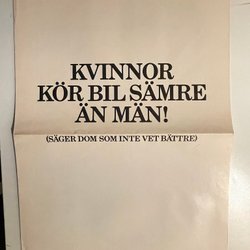 KVINNOR
KÖR BIL SÄMRE
ÄN MÄN!
(SÄGER DOM SOM INTE VET BÄTTRE)